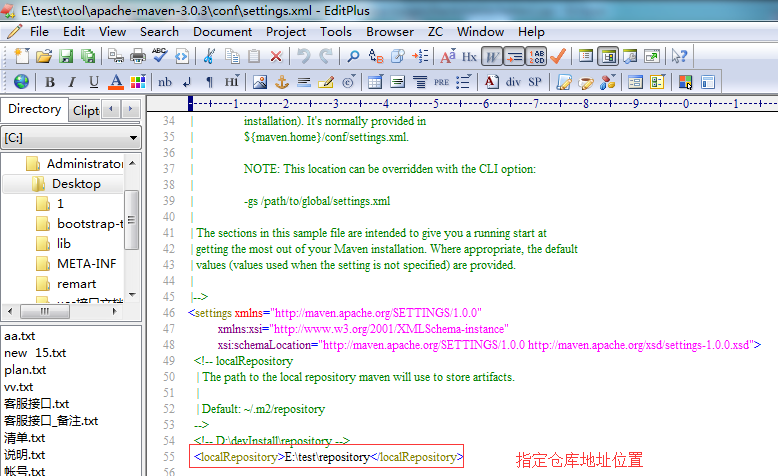 E:\test\tool\apache-maven-3.0.3\conf\settings.xml - EditPlus
File Edit View Search Document Project Tools Browser ZC Window Help
Directory Clipt
[C:]
Administrator
Desktop
1
bootstrap-t
lib
META-INF
remart
aa.txt
new 15.txt
plan.txt
vv.txt
客服接口.txt
客服接口_备注.txt
清单.txt
说明.txt
帐号.txt
34 installation). It's normally provided in
35 ${maven.home}/conf/settings.xml.
36 |
37 | NOTE: This location can be overridden with the CLI option:
38 |
39 | -gs /path/to/global/settings.xml
40 |
41 | The sections in this sample file are intended to give you a running start at
42 | getting the most out of your Maven installation. Where appropriate, the default
43 | values (values used when the setting is not specified) are provided.
44 |
45 |-->
46 <settings xmlns="http://maven.apache.org/SETTINGS/1.0.0"
47 xmlns:xsi="http://www.w3.org/2001/XMLSchema-instance"
48 xsi:schemaLocation="http://maven.apache.org/SETTINGS/1.0.0 http://maven.apache.org/xsd/settings-1.0.0.xsd">
49 <!-- localRepository
50 | The path to the local repository maven will use to store artifacts.
51 |
52 | Default: ~/.m2/repository
53 -->
54 <!-- D:\devInstall\repository -->
55 <localRepository>E:\test\repository</localRepository>
56
指定仓库地址位置